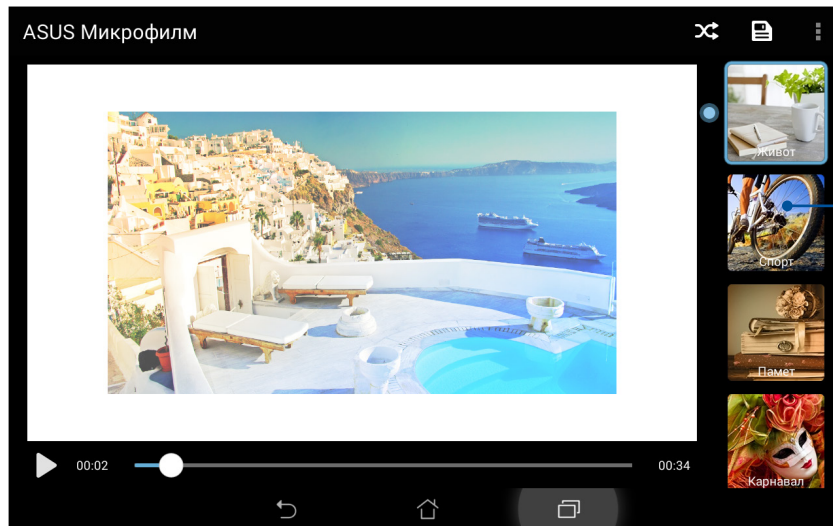 ASUS Микрофилм
Живот
Спорт
Памет
Карнавал
00:02
00:34